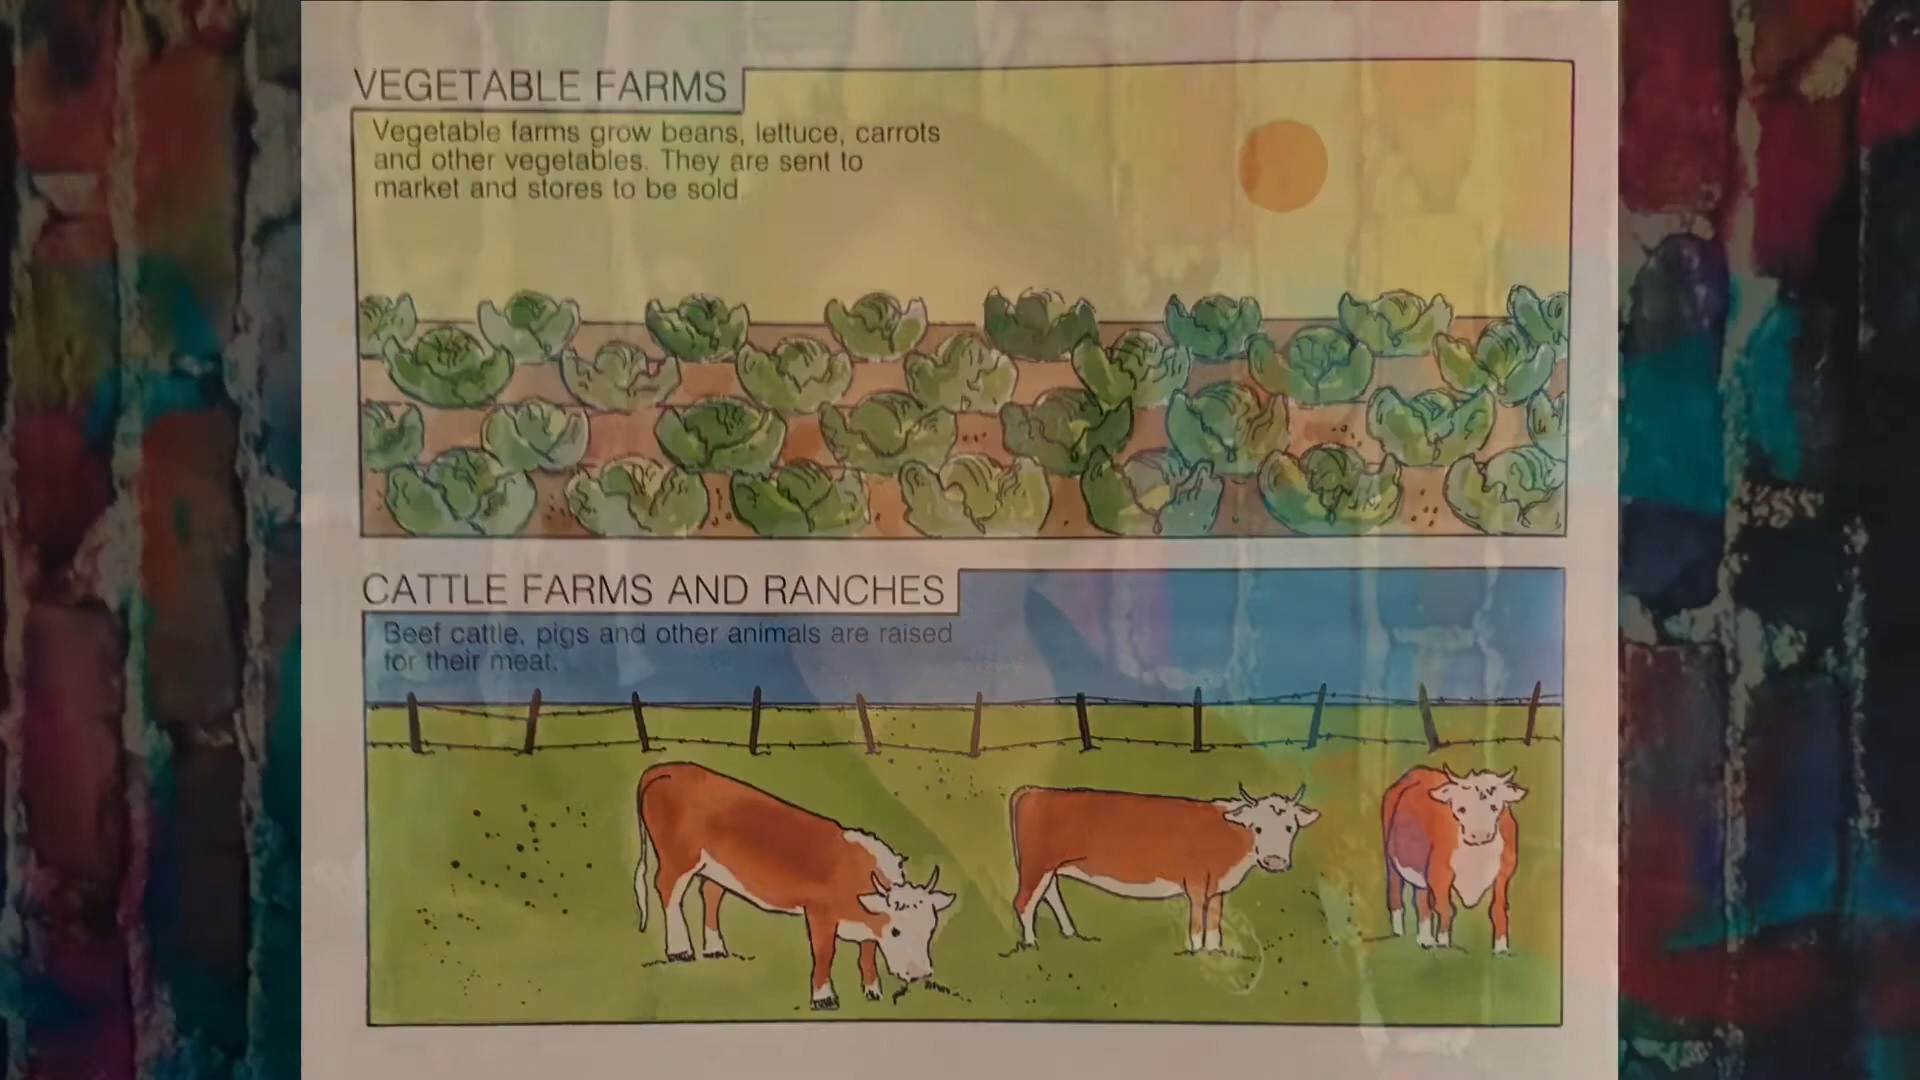 VEGETABLE FARMS
Vegetable farms grow beans, lettuce, carrots
and other vegetables. They are sent to
market and stores to be sold.
CATTLE FARMS AND RANCHES
Beef cattle, pigs and other animals are raised
for their meat.